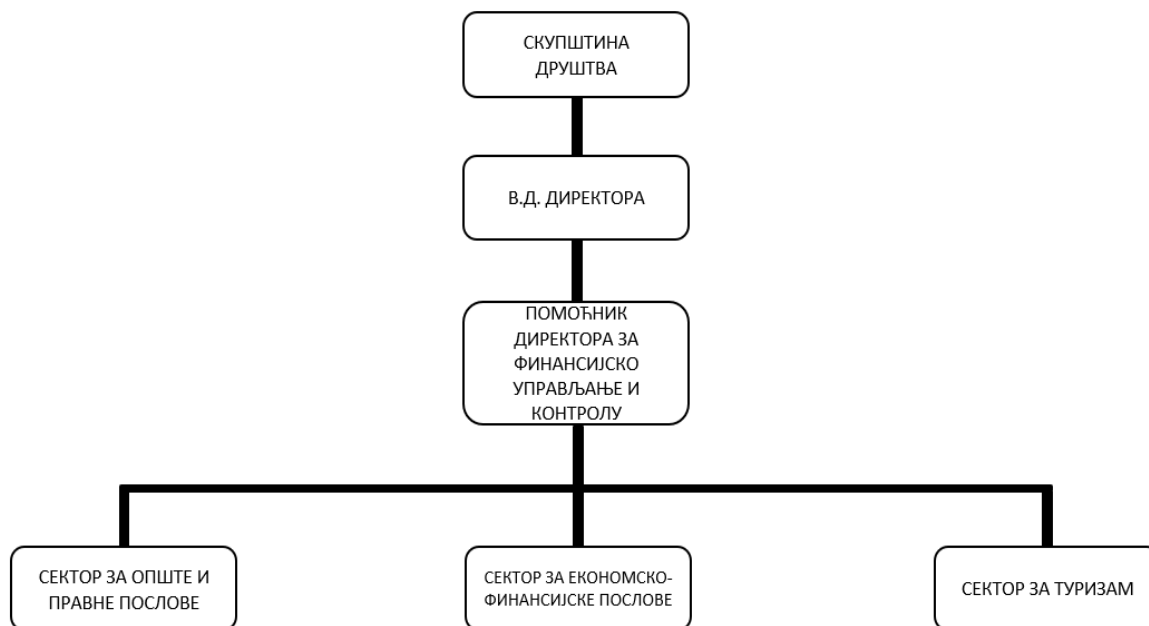 СКУПШТИНА
ДРУШТВА
В.Д. ДИРЕКТОРА
ПОМОЋНИК
ДИРЕКТОРА ЗА
ФИНАНСИЈСКО
УПРАВЉАЊЕ И
КОНТРОЛУ
СЕКТОР ЗА ОПШТЕ И
ПРАВНЕ ПОСЛОВЕ
СЕКТОР ЗА ЕКОНОМСКО-
ФИНАНСИЈСКЕ ПОСЛОВЕ
СЕКТОР ЗА ТУРИЗАМ